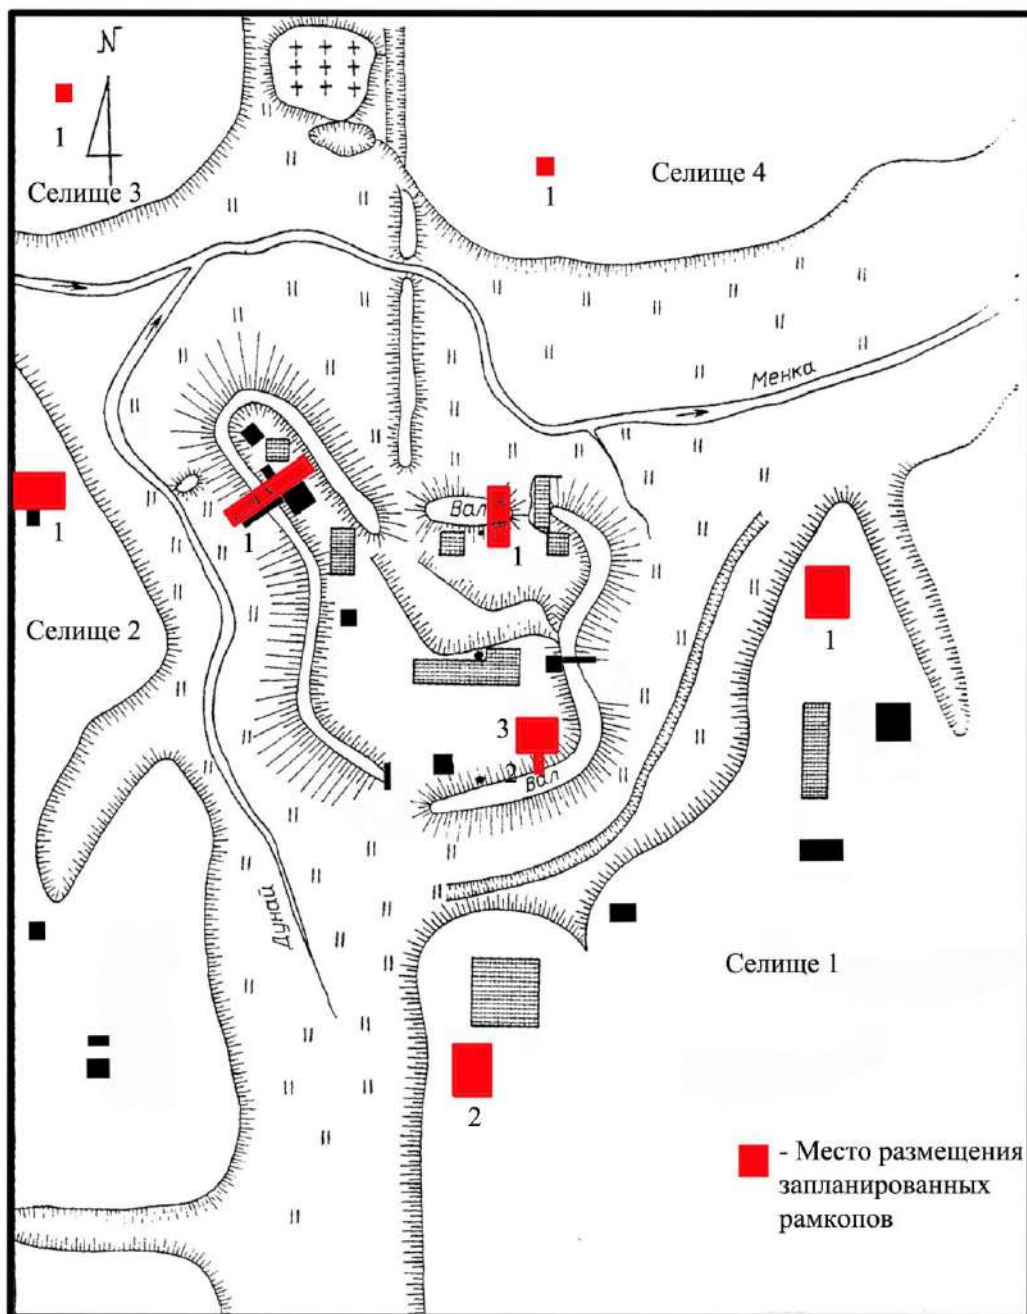 N
1
Селище 3
1
Селище 4
Менка
1
1
Вал
1
Селище 2
1
3
2
Вал
Дунай
Селище 1
2
- Место размещения
запланированных
рамкопов